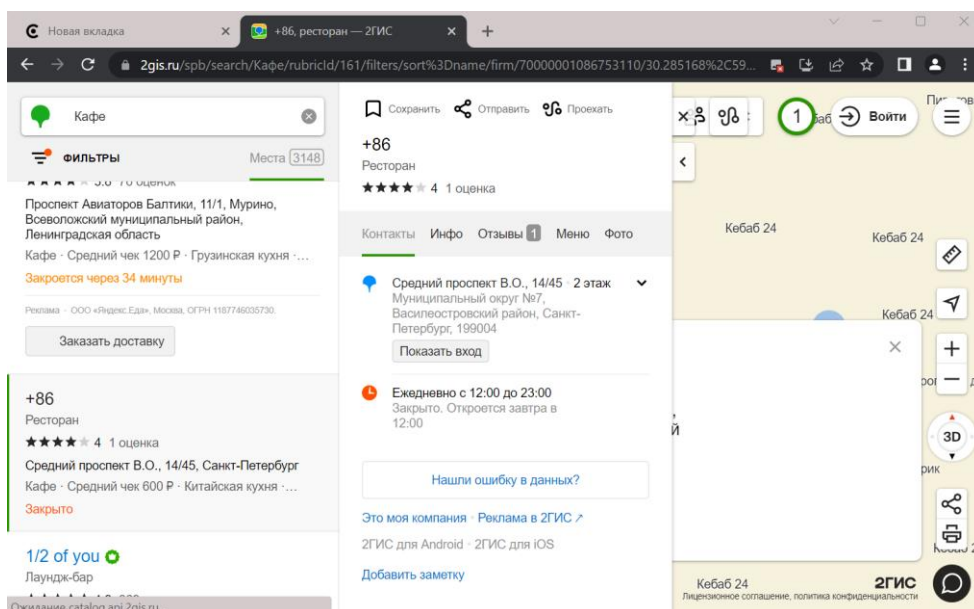 Новая вкладка
+86, ресторан — 2ГИС
2gis.ru/spb/search/Кафе/rubricId/161/filters/sort%3Dname/firm/70000001086753110/30.285168%2C59...
Кафе
ФИЛЬТРЫ
Места 3148
Проспект Авиаторов Балтики, 11/1, Мурино,
Всеволожский муниципальный район,
Ленинградская область
Кафе · Средний чек 1200 ₽ · Грузинская кухня ·...
Закроется через 34 минуты
Реклама · ООО «Яндекс.Еда», Москва, ОГРН 1187746035730.
Заказать доставку
+86
Ресторан
4 1 оценка
Средний проспект В.О., 14/45, Санкт-Петербург
Кафе · Средний чек 600 ₽ · Китайская кухня ·...
Закрыто
1/2 of you
Лаундж-бар
Ожидание catalog.api.2gis.ru
Сохранить Отправить Проехать
+86
Ресторан
4 1 оценка
Контакты Инфо Отзывы 1 Меню Фото
Средний проспект В.О., 14/45 · 2 этаж
Муниципальный округ №7,
Василеостровский район, Санкт-
Петербург, 199004
Показать вход
Ежедневно с 12:00 до 23:00
Закрыто. Откроется завтра в
12:00
Нашли ошибку в данных?
Это моя компания · Реклама в 2ГИС
2ГИС для Android · 2ГИС для iOS
Добавить заметку
1
Войти
Кебаб 24
Кебаб 24
Кебаб 24
3D
Кебаб 24
2ГИС
Лицензионное соглашение, политика конфиденциальности